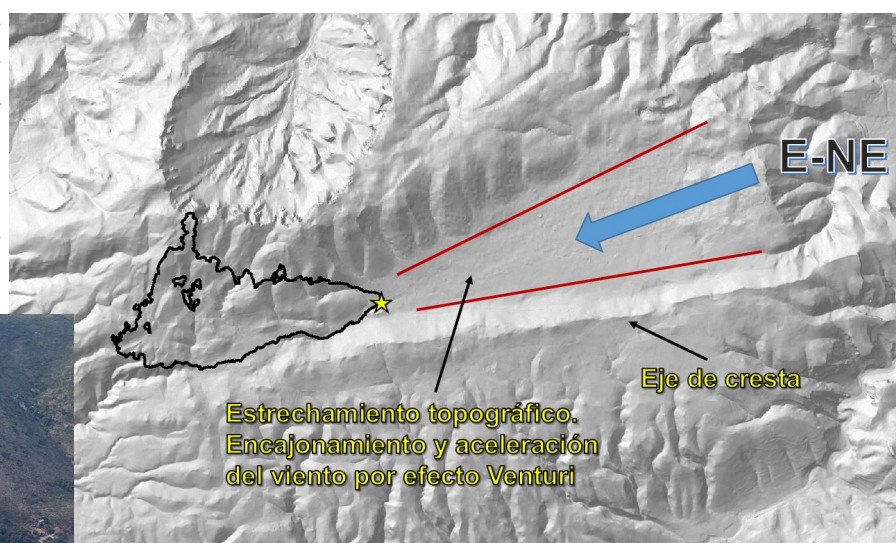 E-NE
Eje de cresta
Estrechamiento topográfico.
Encajonamiento y aceleración
del viento por efecto Venturi